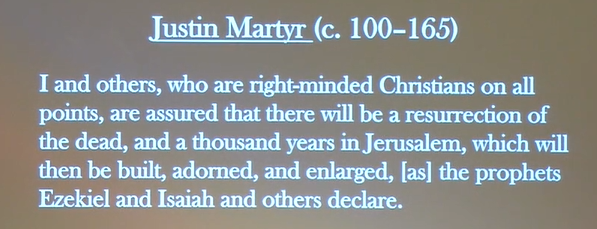 Justin Martyr (c. 100–165)
I and others, who are right-minded Christians on all
points, are assured that there will be a resurrection of
the dead, and a thousand years in Jerusalem, which will
then be built, adorned, and enlarged, [as] the prophets
Ezekiel and Isaiah and others declare.